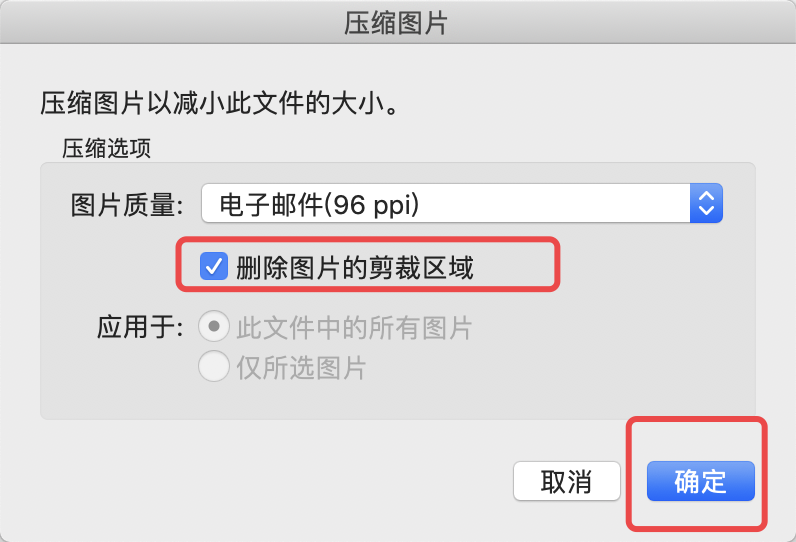 压缩图片
压缩图片以减小此文件的大小。
压缩选项
图片质量: 电子邮件(96 ppi)
删除图片的剪裁区域
应用于: 此文件中的所有图片
仅所选图片
取消 确定